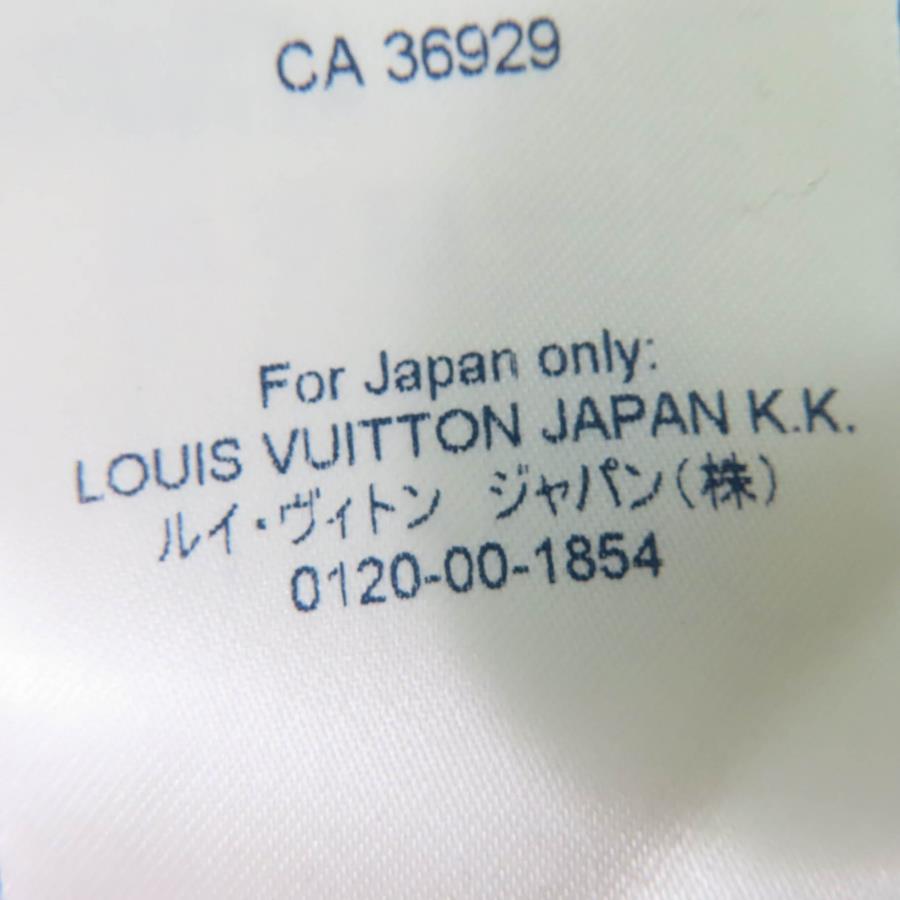 CA 36929
For Japan only:
LOUIS VUITTON JAPAN K.K.
ルイ・ヴィトン　ジャパン(株)
0120-00-1854